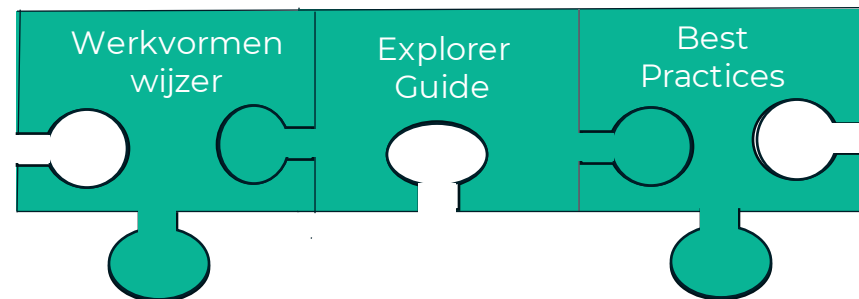 Werkvormen
wijzer
Explorer
Guide
Best
Practices